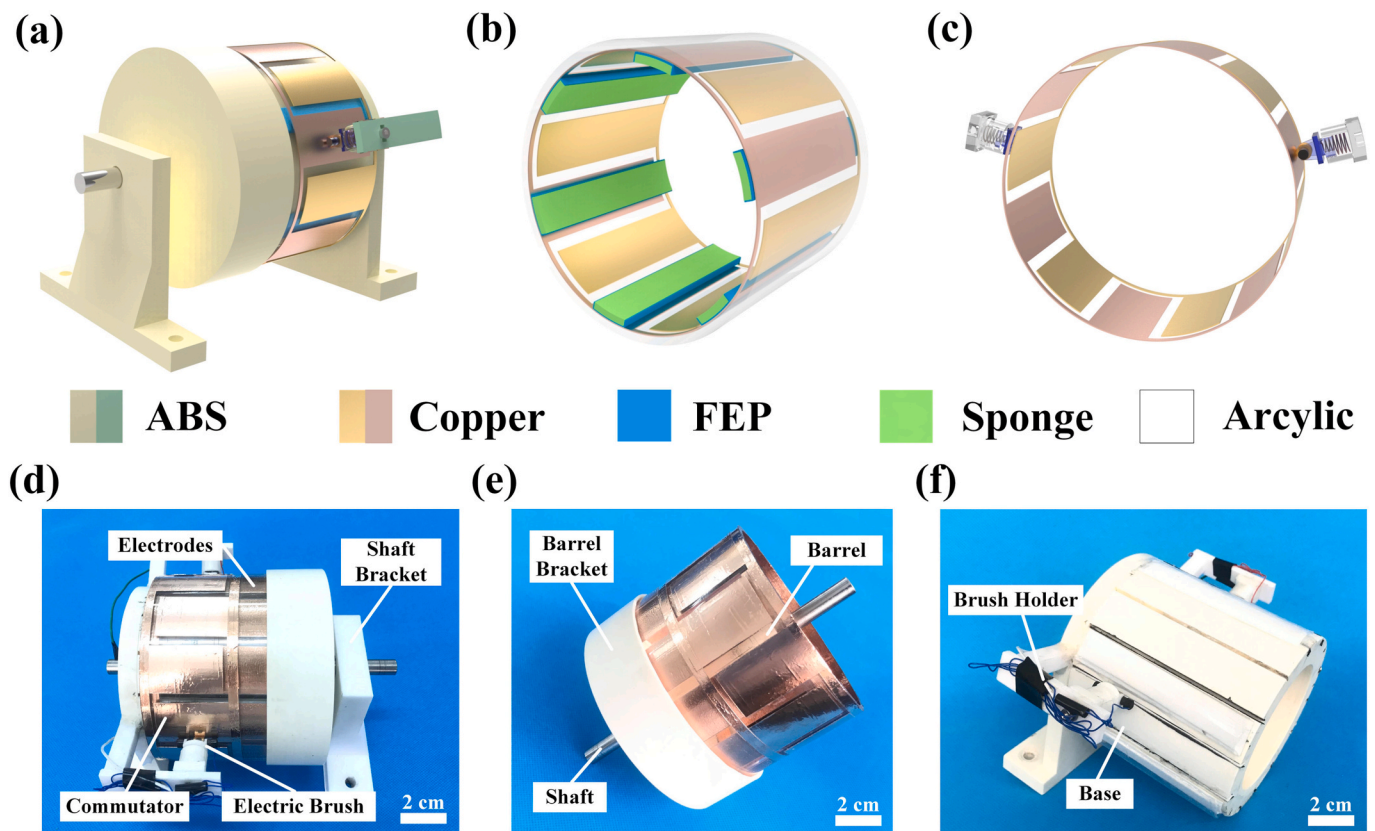 (a)
(b)
(c)
ABS
Copper
FEP
Sponge
Arcylic
(d)
(e)
(f)
Electrodes
Shaft
Bracket
Commutator
Electric Brush
2 cm
Barrel
Bracket
Barrel
Shaft
2 cm
Brush Holder
Base
2 cm